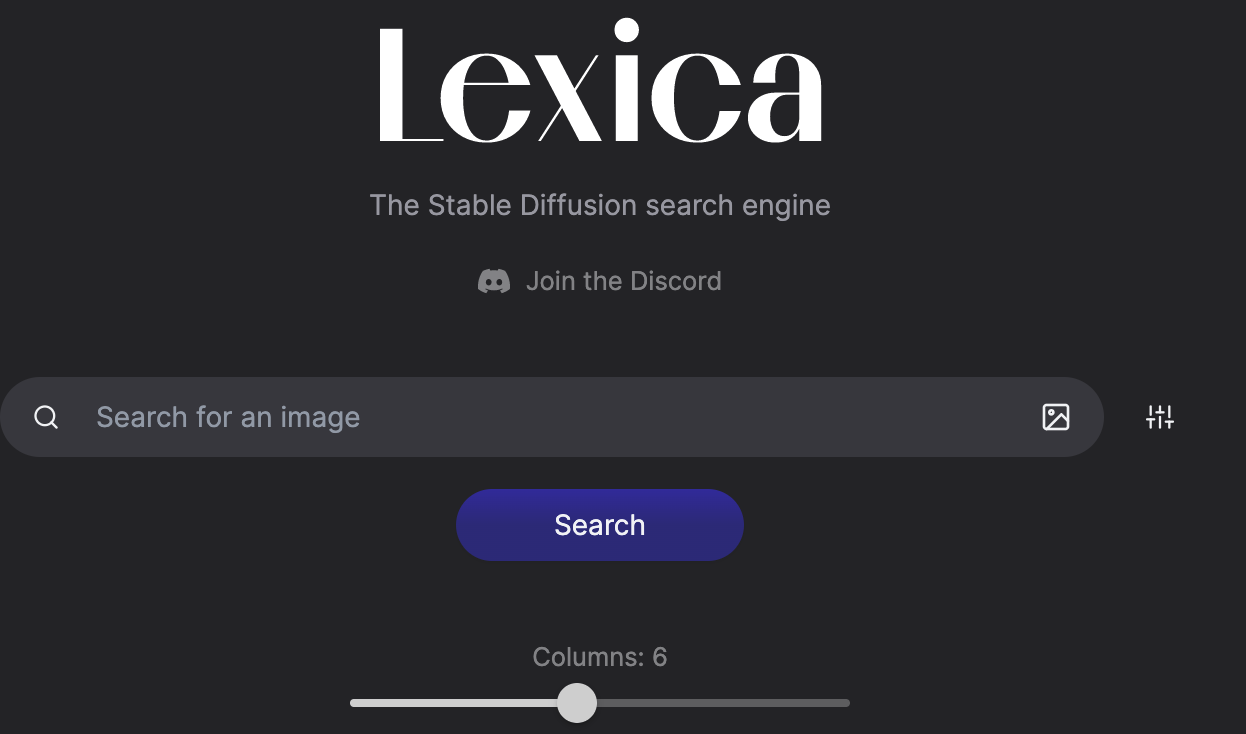 Lexica
The Stable Diffusion search engine
Join the Discord
Search for an image
Search
Columns: 6